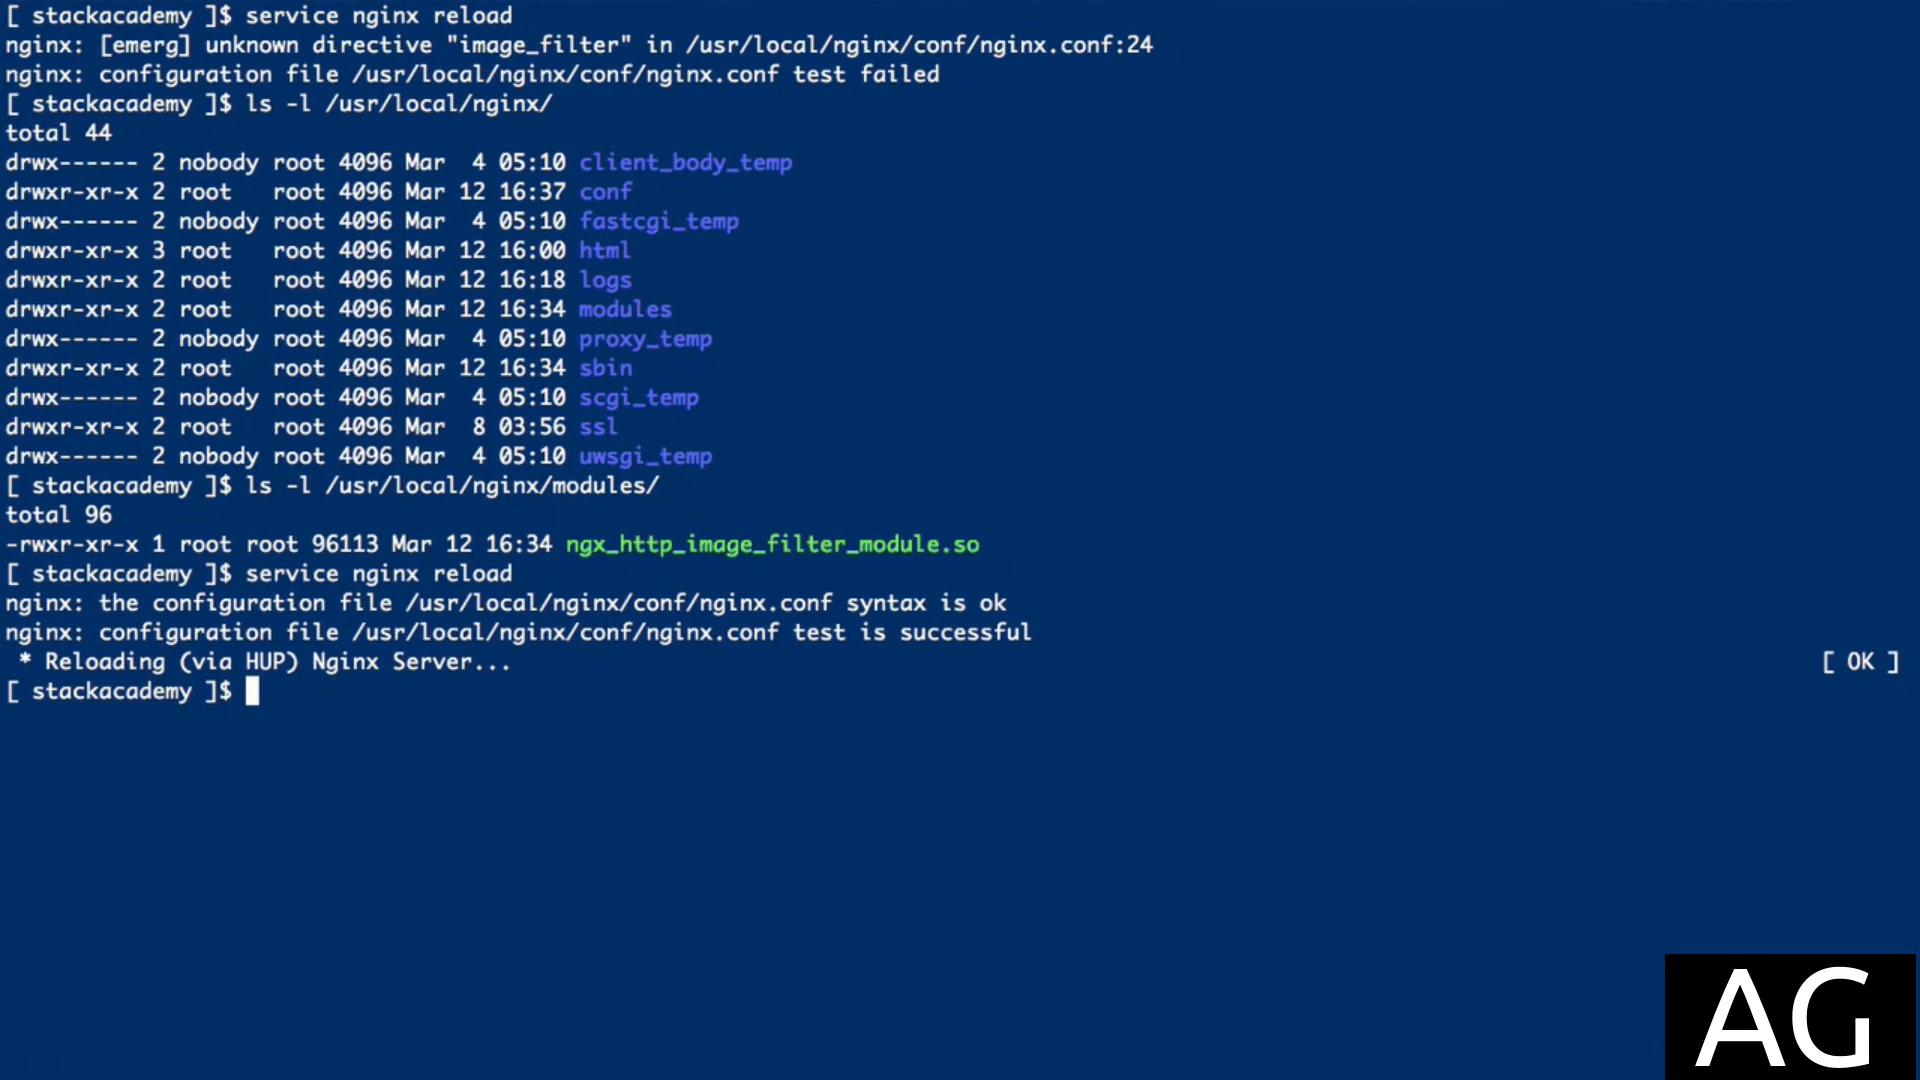 [ stackacademy ]$ service nginx reload
nginx: [emerg] unknown directive "image_filter" in /usr/local/nginx/conf/nginx.conf:24
nginx: configuration file /usr/local/nginx/conf/nginx.conf test failed
[ stackacademy ]$ ls -l /usr/local/nginx/
total 44
drwx------ 2 nobody root 4096 Mar  4 05:10 client_body_temp
drwxr-xr-x 2 root   root 4096 Mar 12 16:37 conf
drwx------ 2 nobody root 4096 Mar  4 05:10 fastcgi_temp
drwxr-xr-x 3 root   root 4096 Mar 12 16:00 html
drwxr-xr-x 2 root   root 4096 Mar 12 16:18 logs
drwxr-xr-x 2 root   root 4096 Mar 12 16:34 modules
drwx------ 2 nobody root 4096 Mar  4 05:10 proxy_temp
drwxr-xr-x 2 root   root 4096 Mar 12 16:34 sbin
drwx------ 2 nobody root 4096 Mar  4 05:10 scgi_temp
drwxr-xr-x 2 root   root 4096 Mar  8 03:56 ssl
drwx------ 2 nobody root 4096 Mar  4 05:10 uwsgi_temp
[ stackacademy ]$ ls -l /usr/local/nginx/modules/
total 96
-rwxr-xr-x 1 root root 96113 Mar 12 16:34 ngx_http_image_filter_module.so
[ stackacademy ]$ service nginx reload
nginx: the configuration file /usr/local/nginx/conf/nginx.conf syntax is ok
nginx: configuration file /usr/local/nginx/conf/nginx.conf test is successful
 * Reloading (via HUP) Nginx Server... [ OK ]
[ stackacademy ]$
AG